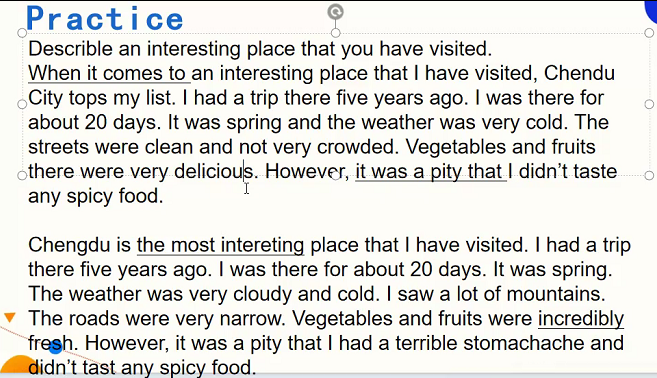 Practice
Describe an interesting place that you have visited.
When it comes to an interesting place that I have visited, Chendu
City tops my list. I had a trip there five years ago. I was there for
about 20 days. It was spring and the weather was very cold. The
streets were clean and not very crowded. Vegetables and fruits
there were very delicious. However, it was a pity that I didn’t taste
any spicy food.
Chengdu is the most intereting place that I have visited. I had a trip
there five years ago. I was there for about 20 days. It was spring.
The weather was very cloudy and cold. I saw a lot of mountains.
The roads were very narrow. Vegetables and fruits were incredibly
fresh. However, it was a pity that I had a terrible stomachache and
didn’t tast any spicy food.